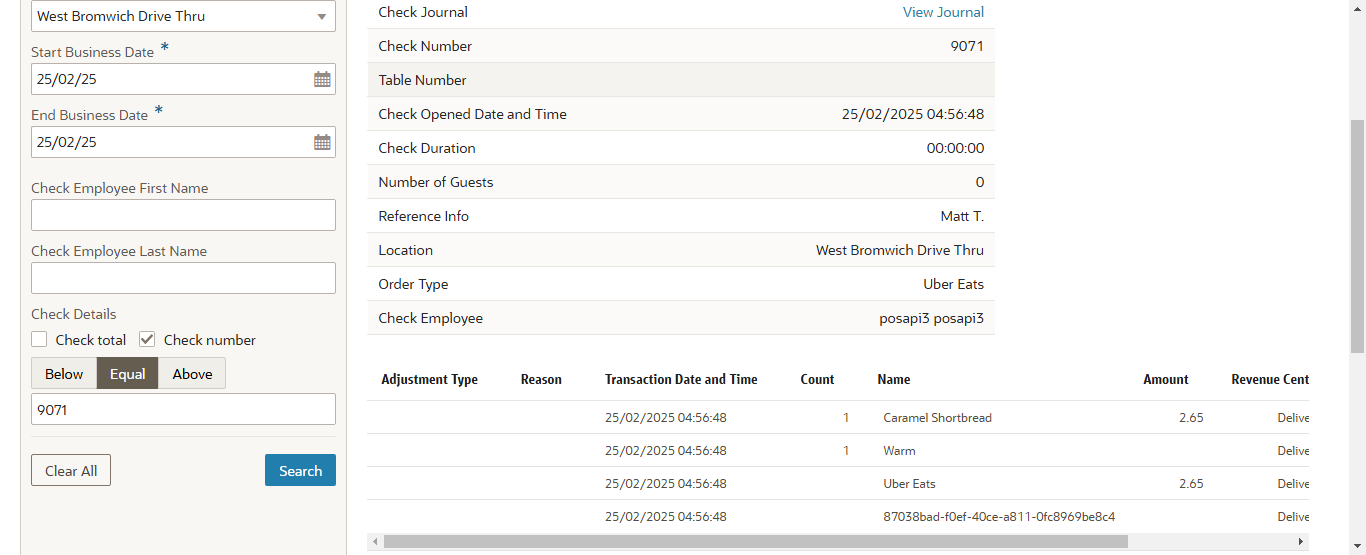 West Bromwich Drive Thru
Start Business Date *
25/02/25
End Business Date *
25/02/25
Check Employee First Name
Check Employee Last Name
Check Details
Check total Check number
Below Equal Above
9071
Clear All Search
Check Journal View Journal
Check Number 9071
Table Number
Check Opened Date and Time 25/02/2025 04:56:48
Check Duration 00:00:00
Number of Guests 0
Reference Info Matt T.
Location West Bromwich Drive Thru
Order Type Uber Eats
Check Employee posapi3 posapi3
Adjustment Type Reason Transaction Date and Time Count Name Amount Revenue Cent
25/02/2025 04:56:48 1 Caramel Shortbread 2.65 Delive
25/02/2025 04:56:48 1 Warm Delive
25/02/2025 04:56:48 Uber Eats 2.65 Delive
25/02/2025 04:56:48 87038bad-f0ef-40ce-a811-0fc8969be8c4 Delive